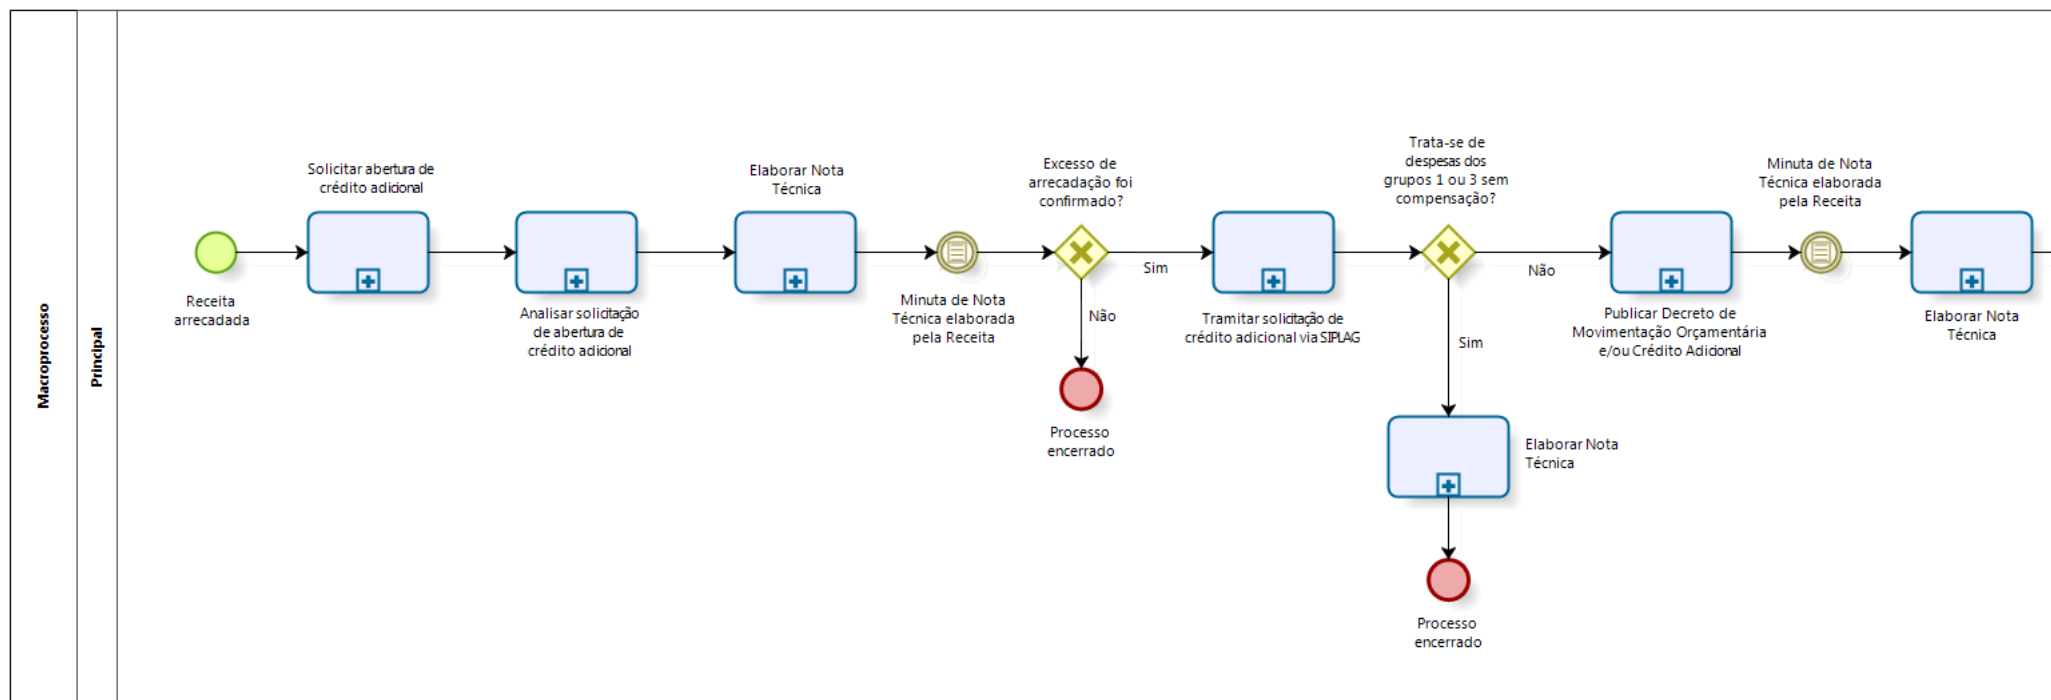 Macroprocesso
Principal
Receita
arrecadada
Solicitar abertura de
crédito adicional
Analisar solicitação
de abertura de
crédito adicional
Elaborar Nota
Técnica
Minuta de Nota
Técnica elaborada
pela Receita
Excesso de
arrecadação foi
confirmado?
Sim
Não
Processo
encerrado
Tramitar solicitação de
crédito adicional via SIPLAG
Trata-se de
despesas dos
grupos 1 ou 3 sem
compensação?
Não
Sim
Elaborar Nota
Técnica
Processo
encerrado
Publicar Decreto de
Movimentação Orçamentária
e/ou Crédito Adicional
Minuta de Nota
Técnica elaborada
pela Receita
Elaborar Nota
Técnica